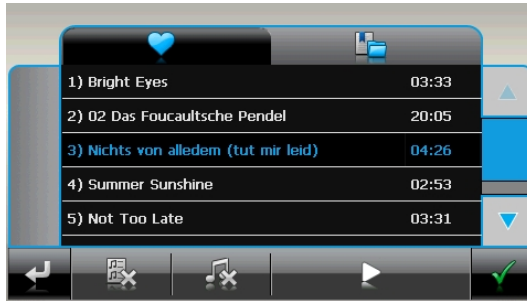 1) Bright Eyes 03:33
2) 02 Das Foucaultsche Pendel 20:05
3) Nichts von alledem (tut mir leid) 04:26
4) Summer Sunshine 02:53
5) Not Too Late 03:31